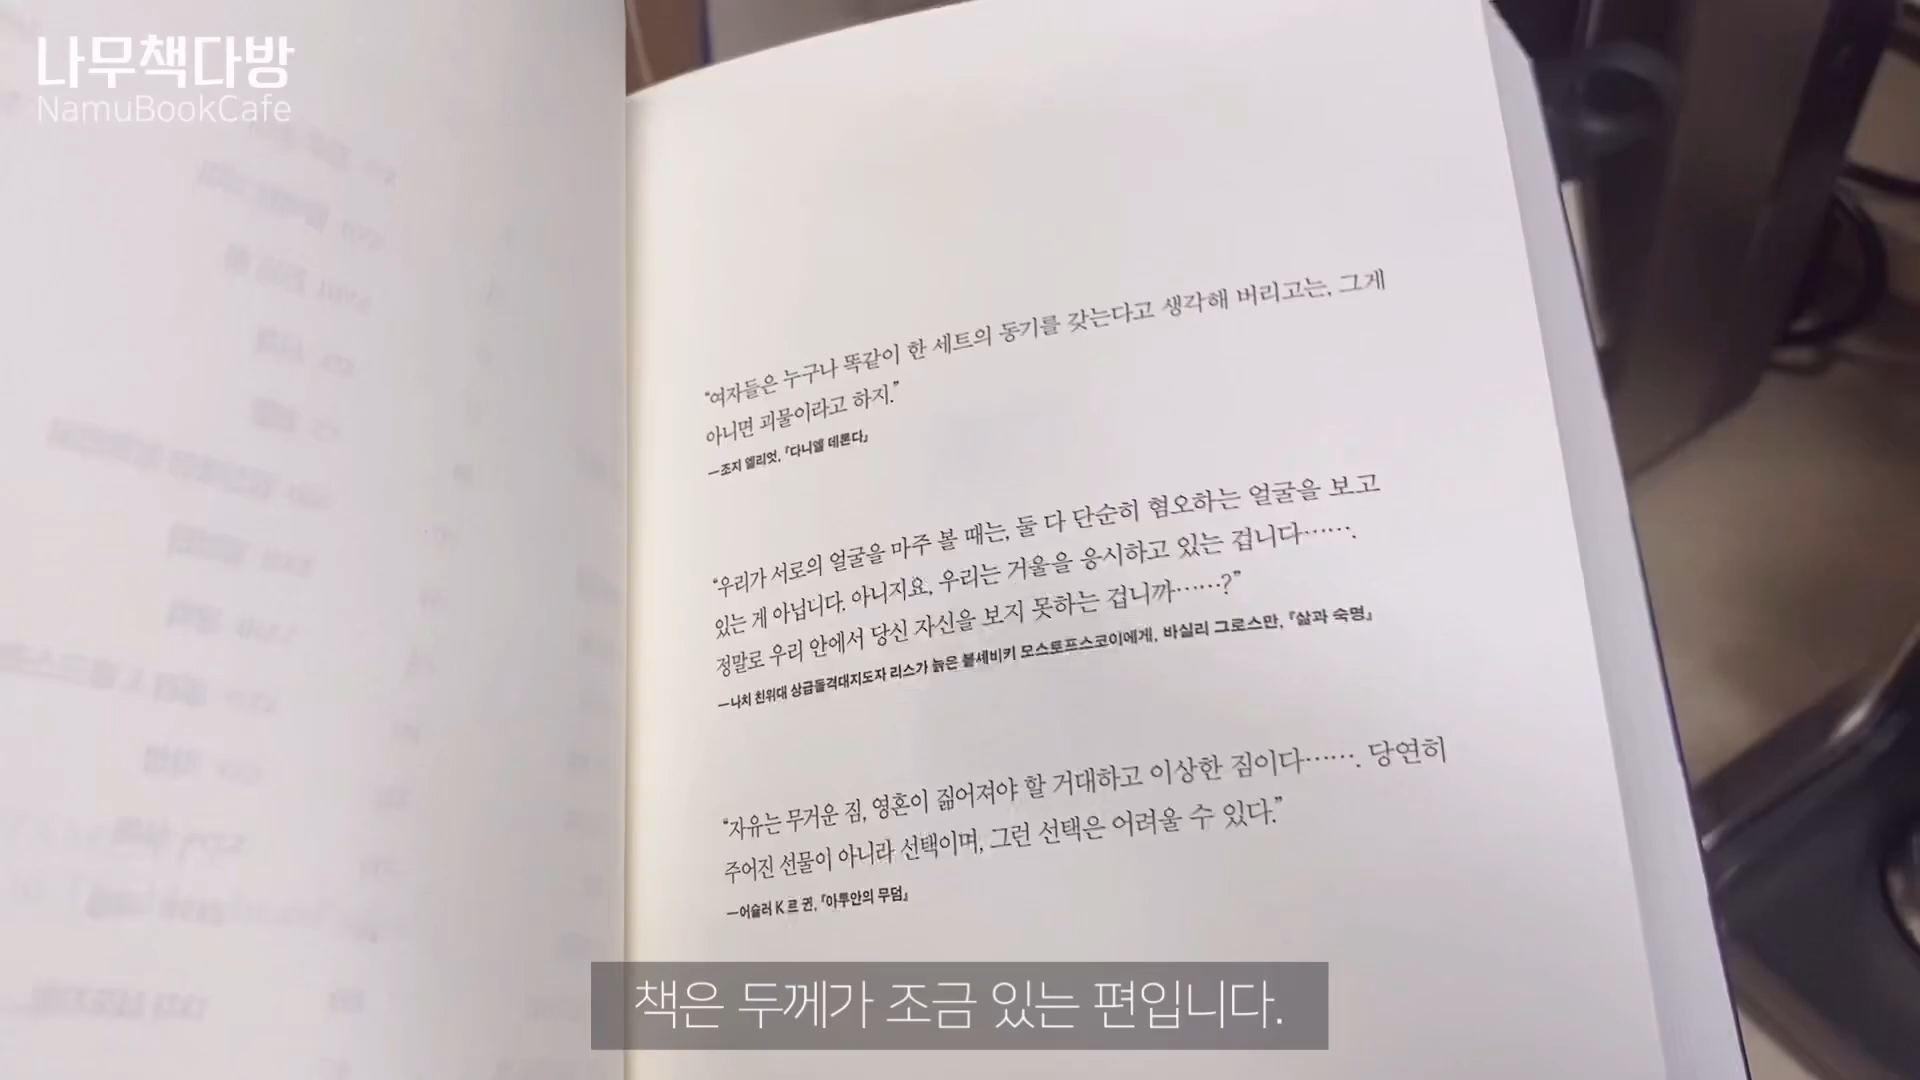 나무책다방
NamuBookCafe
“여자들은 누구나 똑같이 한 세트의 동기를 갖는다고 생각해 버리고는, 그게
아니면 괴물이라고 하지.”
—조지 엘리엇, 『다니엘 데론다』
“우리가 서로의 얼굴을 마주 볼 때는, 둘 다 단순히 혐오하는 얼굴을 보고
있는 게 아닙니다. 아니지요, 우리는 거울을 응시하고 있는 겁니다…….
정말로 우리 안에서 당신 자신을 보지 못하는 겁니까……?”
—나치 친위대 상급돌격대지도자 리스가 늙은 볼셰비키 모스토프스코이에게, 바실리 그로스만, 『삶과 숙명』
“자유는 무거운 짐, 영혼이 짊어져야 할 거대하고 이상한 짐이다……. 당연히
주어진 선물이 아니라 선택이며, 그런 선택은 어려울 수 있다.”
—어슐러 K 르 귄, 『아투안의 무덤』
책은 두께가 조금 있는 편입니다.